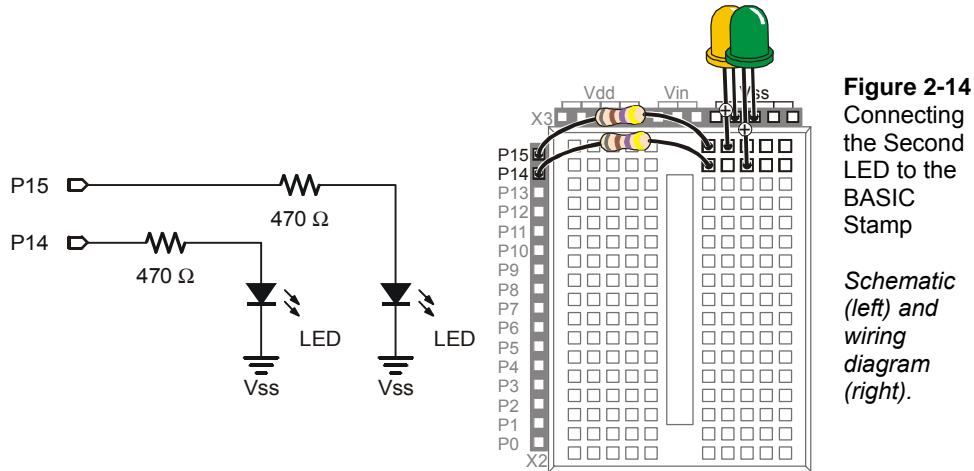 P15
470 Ω
P14
470 Ω
LED
LED
Vss
Vss
Vdd Vin Vss
X3
P15
P14
P13
P12
P11
P10
P9
P8
P7
P6
P5
P4
P3
P2
P1
P0
X2
+
+
Figure 2-14
Connecting
the Second
LED to the
BASIC
Stamp
Schematic
(left) and
wiring
diagram
(right).